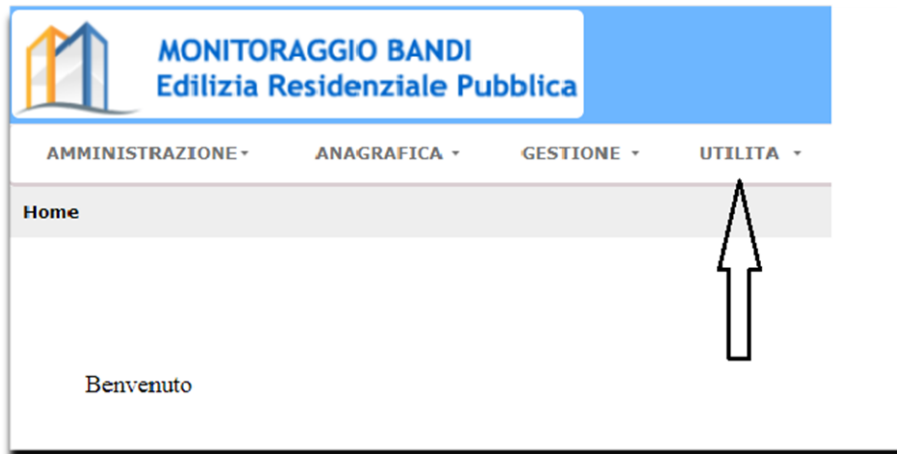 MONITORAGGIO BANDI
Edilizia Residenziale Pubblica
AMMINISTRAZIONE ANAGRAFICA GESTIONE UTILITA
Home
Benvenuto